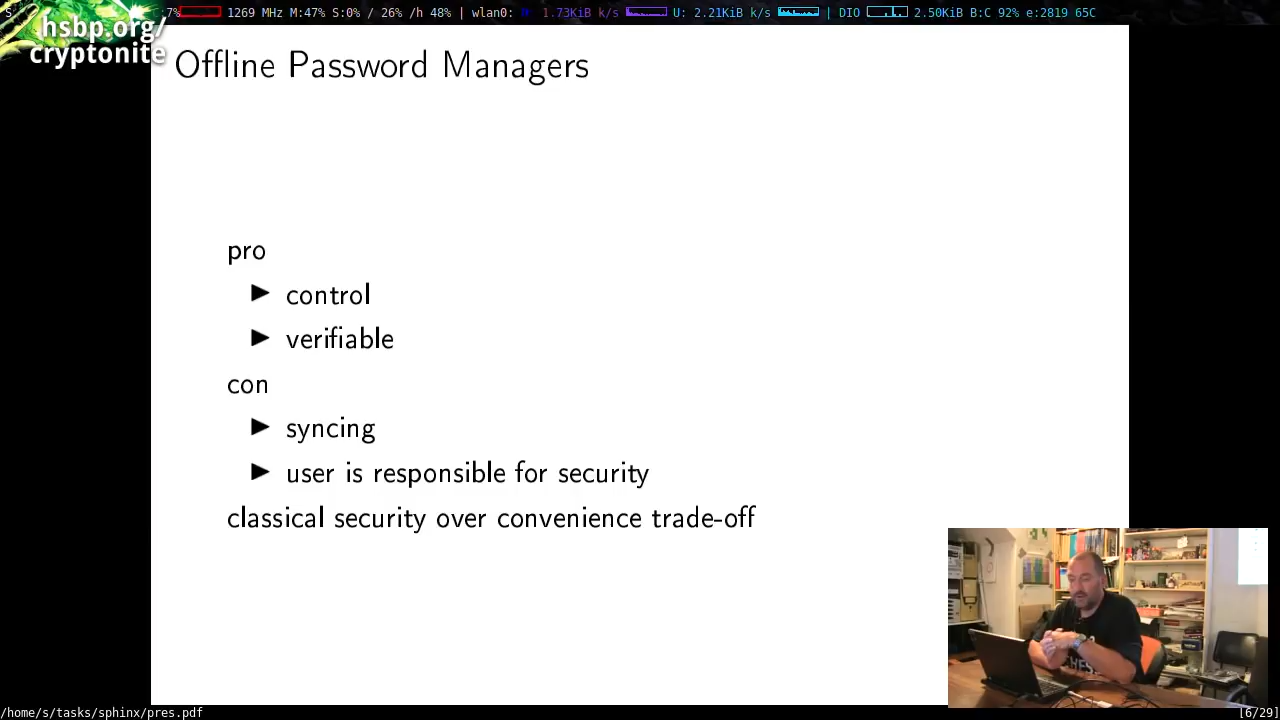 1269 MHz M:47% S:0% / 26% /h 48% | wlan0: 1.73KiB k/s U: 2.21KiB k/s | DIO 2.50KiB B:C 92% e:2819 65C
hsbp.org/
cryptonite
Offline Password Managers
pro
▶ control
▶ verifiable
con
▶ syncing
▶ user is responsible for security
classical security over convenience trade-off
/home/s/tasks/sphinx/pres.pdf
[6/29]